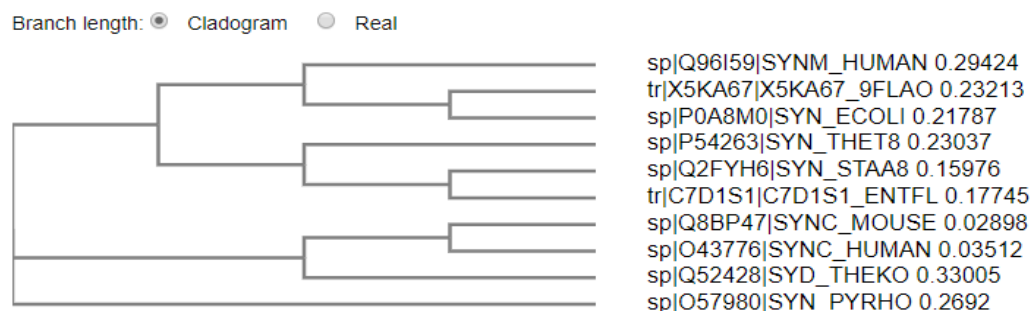 Branch length: Cladogram Real
sp|Q96I59|SYNM_HUMAN 0.29424
tr|X5KA67|X5KA67_9FLAO 0.23213
sp|P0A8M0|SYN_ECOLI 0.21787
sp|P54263|SYN_THET8 0.23037
sp|Q2FYH6|SYN_STAA8 0.15976
tr|C7D1S1|C7D1S1_ENTFL 0.17745
sp|Q8BP47|SYNC_MOUSE 0.02898
sp|O43776|SYNC_HUMAN 0.03512
sp|Q52428|SYD_THEKO 0.33005
sp|O57980|SYN_PYRHO 0.2692